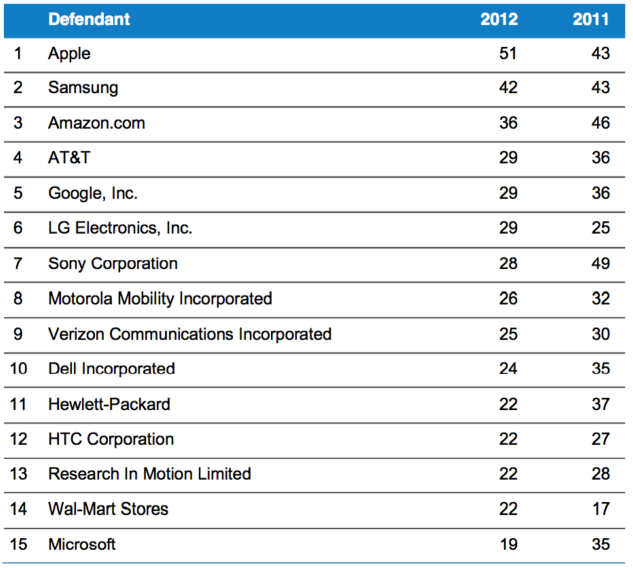 Defendant 2012 2011
1 Apple 51 43
2 Samsung 42 43
3 Amazon.com 36 46
4 AT&T 29 36
5 Google, Inc. 29 36
6 LG Electronics, Inc. 29 25
7 Sony Corporation 28 49
8 Motorola Mobility Incorporated 26 32
9 Verizon Communications Incorporated 25 30
10 Dell Incorporated 24 35
11 Hewlett-Packard 22 37
12 HTC Corporation 22 27
13 Research In Motion Limited 22 28
14 Wal-Mart Stores 22 17
15 Microsoft 19 35